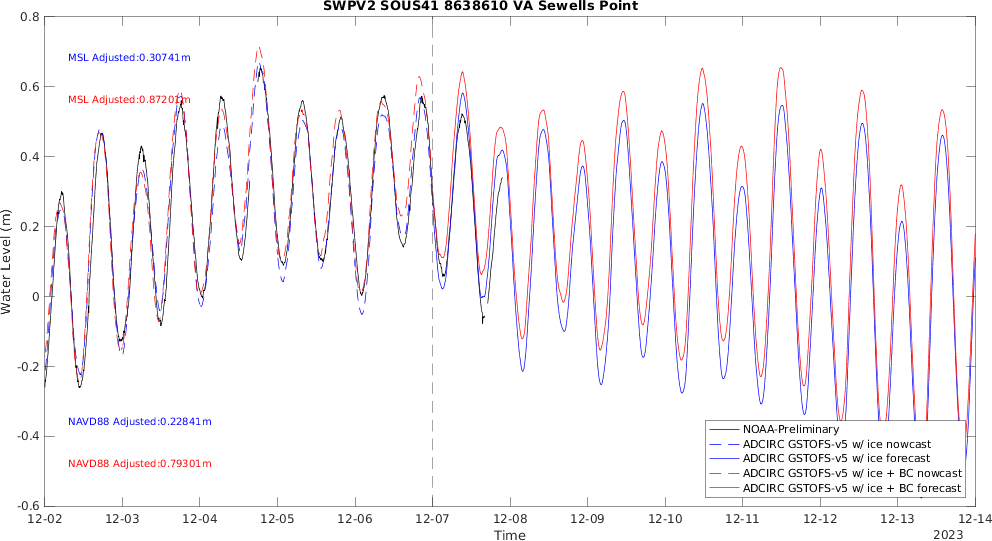 SWPV2 SOUS41 8638610 VA Sewells Point
0.8
0.6
0.4
0.2
0
-0.2
-0.4
-0.6
Water Level (m)
MSL Adjusted:0.30741m
MSL Adjusted:0.87201m
NAVD88 Adjusted:0.22841m
NAVD88 Adjusted:0.79301m
NOAA-Preliminary
ADCIRC GSTOFS-v5 w/ ice nowcast
ADCIRC GSTOFS-v5 w/ ice forecast
ADCIRC GSTOFS-v5 w/ ice + BC nowcast
ADCIRC GSTOFS-v5 w/ ice + BC forecast
12-02 12-03 12-04 12-05 12-06 12-07 12-08 12-09 12-10 12-11 12-12 12-13 12-14
Time
2023